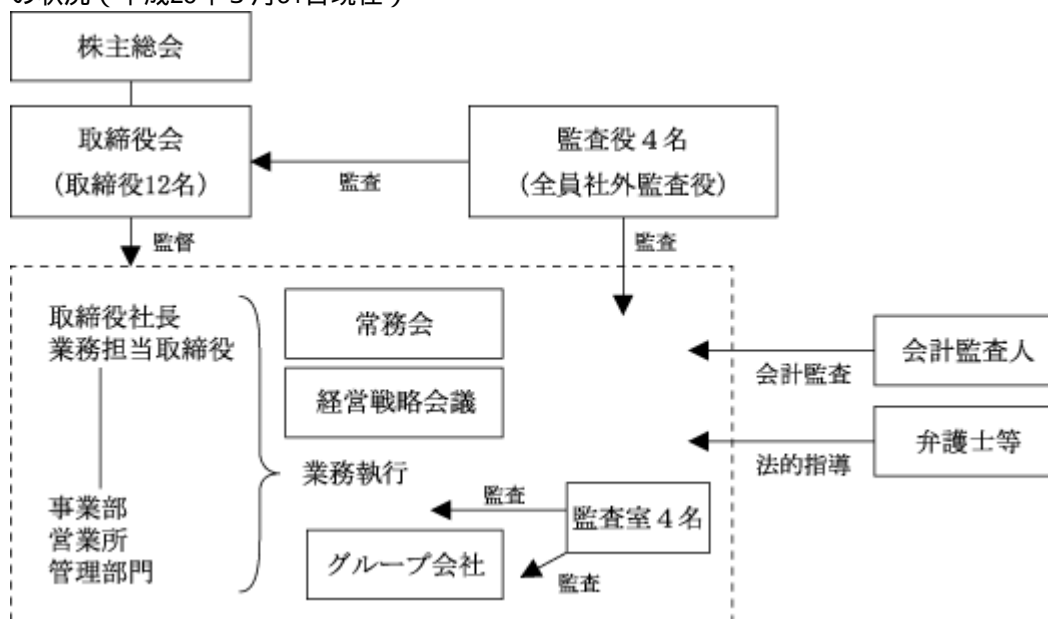 株主総会
取締役会
(取締役12名)
監査
監査役4名
(全員社外監査役)
監督
監査
取締役社長
業務担当取締役
常務会
経営戦略会議
業務執行
事業部
営業所
管理部門
監査
監査室4名
グループ会社
監査
会計監査人
会計監査
弁護士等
法的指導